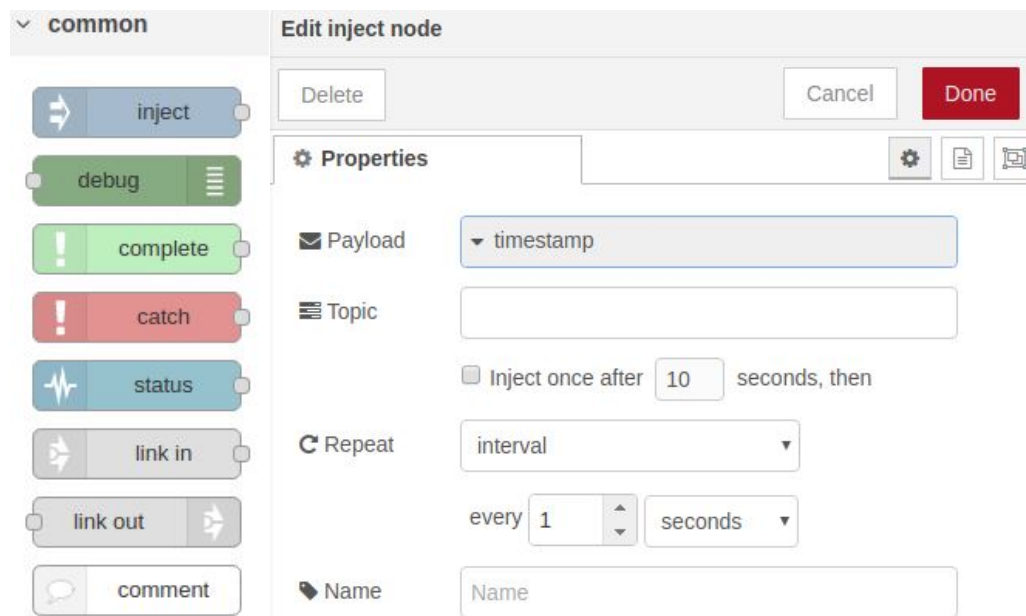 common
inject
debug
complete
catch
status
link in
link out
comment
Edit inject node
Delete
Cancel
Done
Properties
Payload
timestamp
Topic
Inject once after 10 seconds, then
Repeat
interval
every 1 seconds
Name
Name